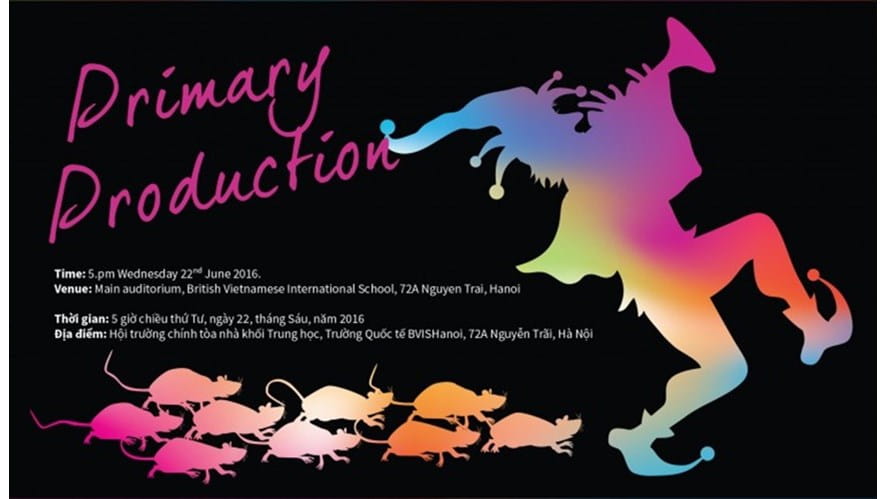 Primary
Production
Time: 5.pm Wednesday 22nd June 2016.
Venue: Main auditorium, British Vietnamese International School, 72A Nguyen Trai, Hanoi
Thời gian: 5 giờ chiều thứ Tư, ngày 22, tháng Sáu, năm 2016
Địa điểm: Hội trường chính tòa nhà khối Trung học, Trường Quốc tế BVISHanoi, 72A Nguyễn Trãi, Hà Nội